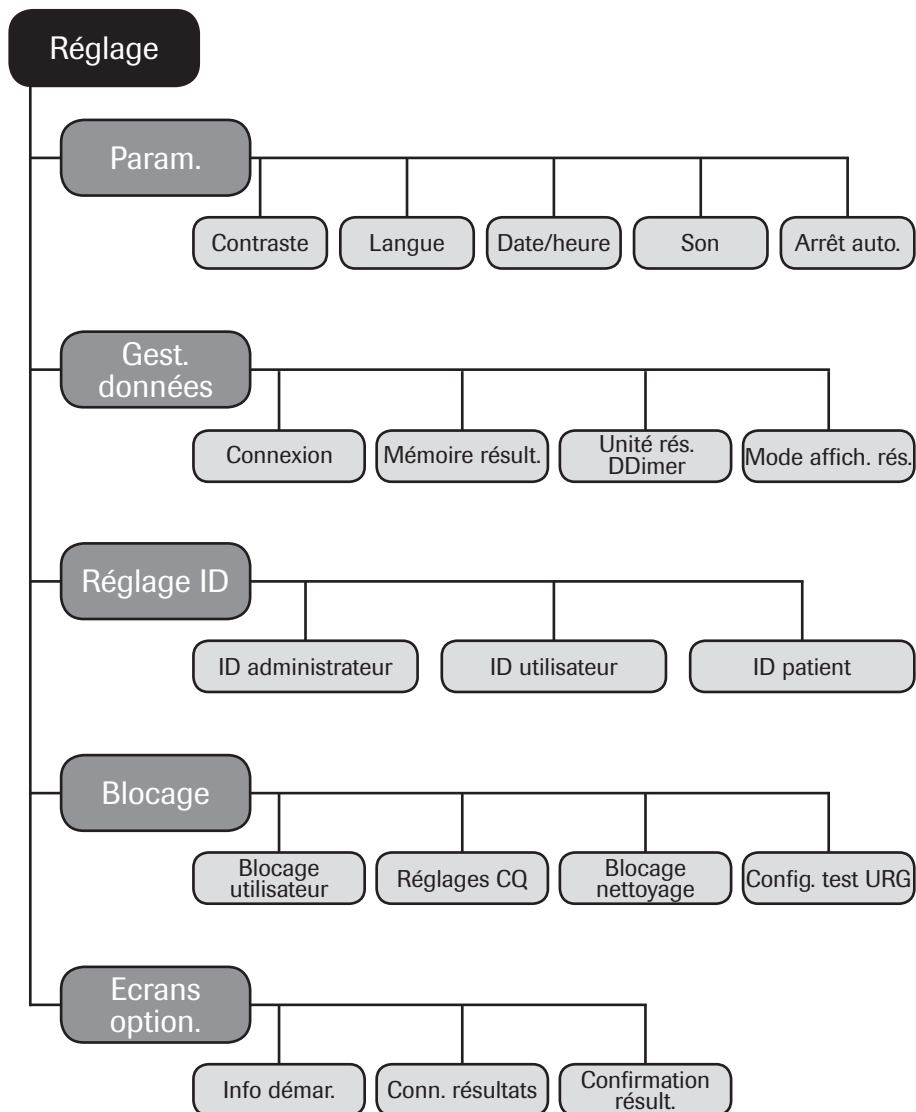 Réglage
Param.
Contraste
Langue
Date/heure
Son
Arrêt auto.
Gest.
données
Connexion
Mémoire résult.
Unité rés.
DDimer
Mode affich. rés.
Réglage ID
ID administrateur
ID utilisateur
ID patient
Blocage
Blocage
utilisateur
Réglages CQ
Blocage
nettoyage
Config. test URG
Ecrans
option.
Info démar.
Conn. résultats
Confirmation
résult.